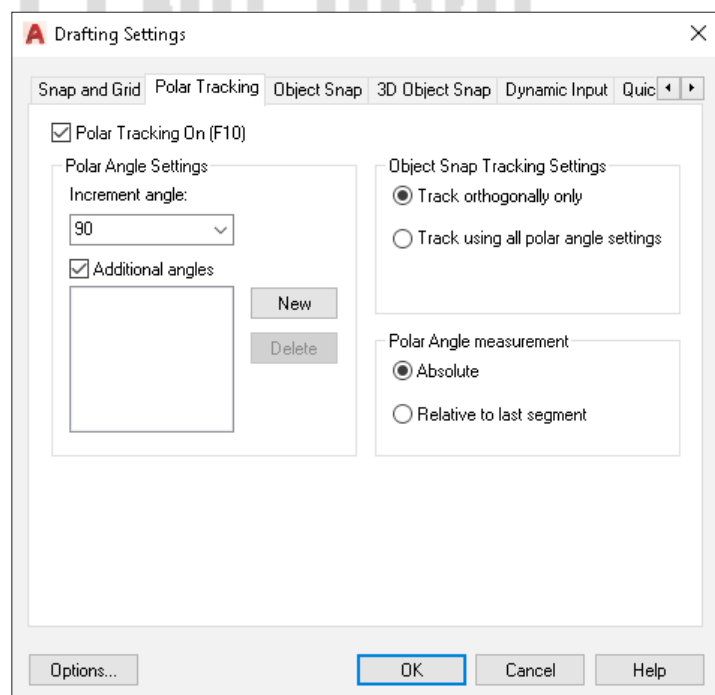 Drafting Settings
Snap and Grid Polar Tracking Object Snap 3D Object Snap Dynamic Input Quic
Polar Tracking On (F10)
Polar Angle Settings
Increment angle:
90
Additional angles
New
Delete
Object Snap Tracking Settings
Track orthogonally only
Track using all polar angle settings
Polar Angle measurement
Absolute
Relative to last segment
Options... OK Cancel Help